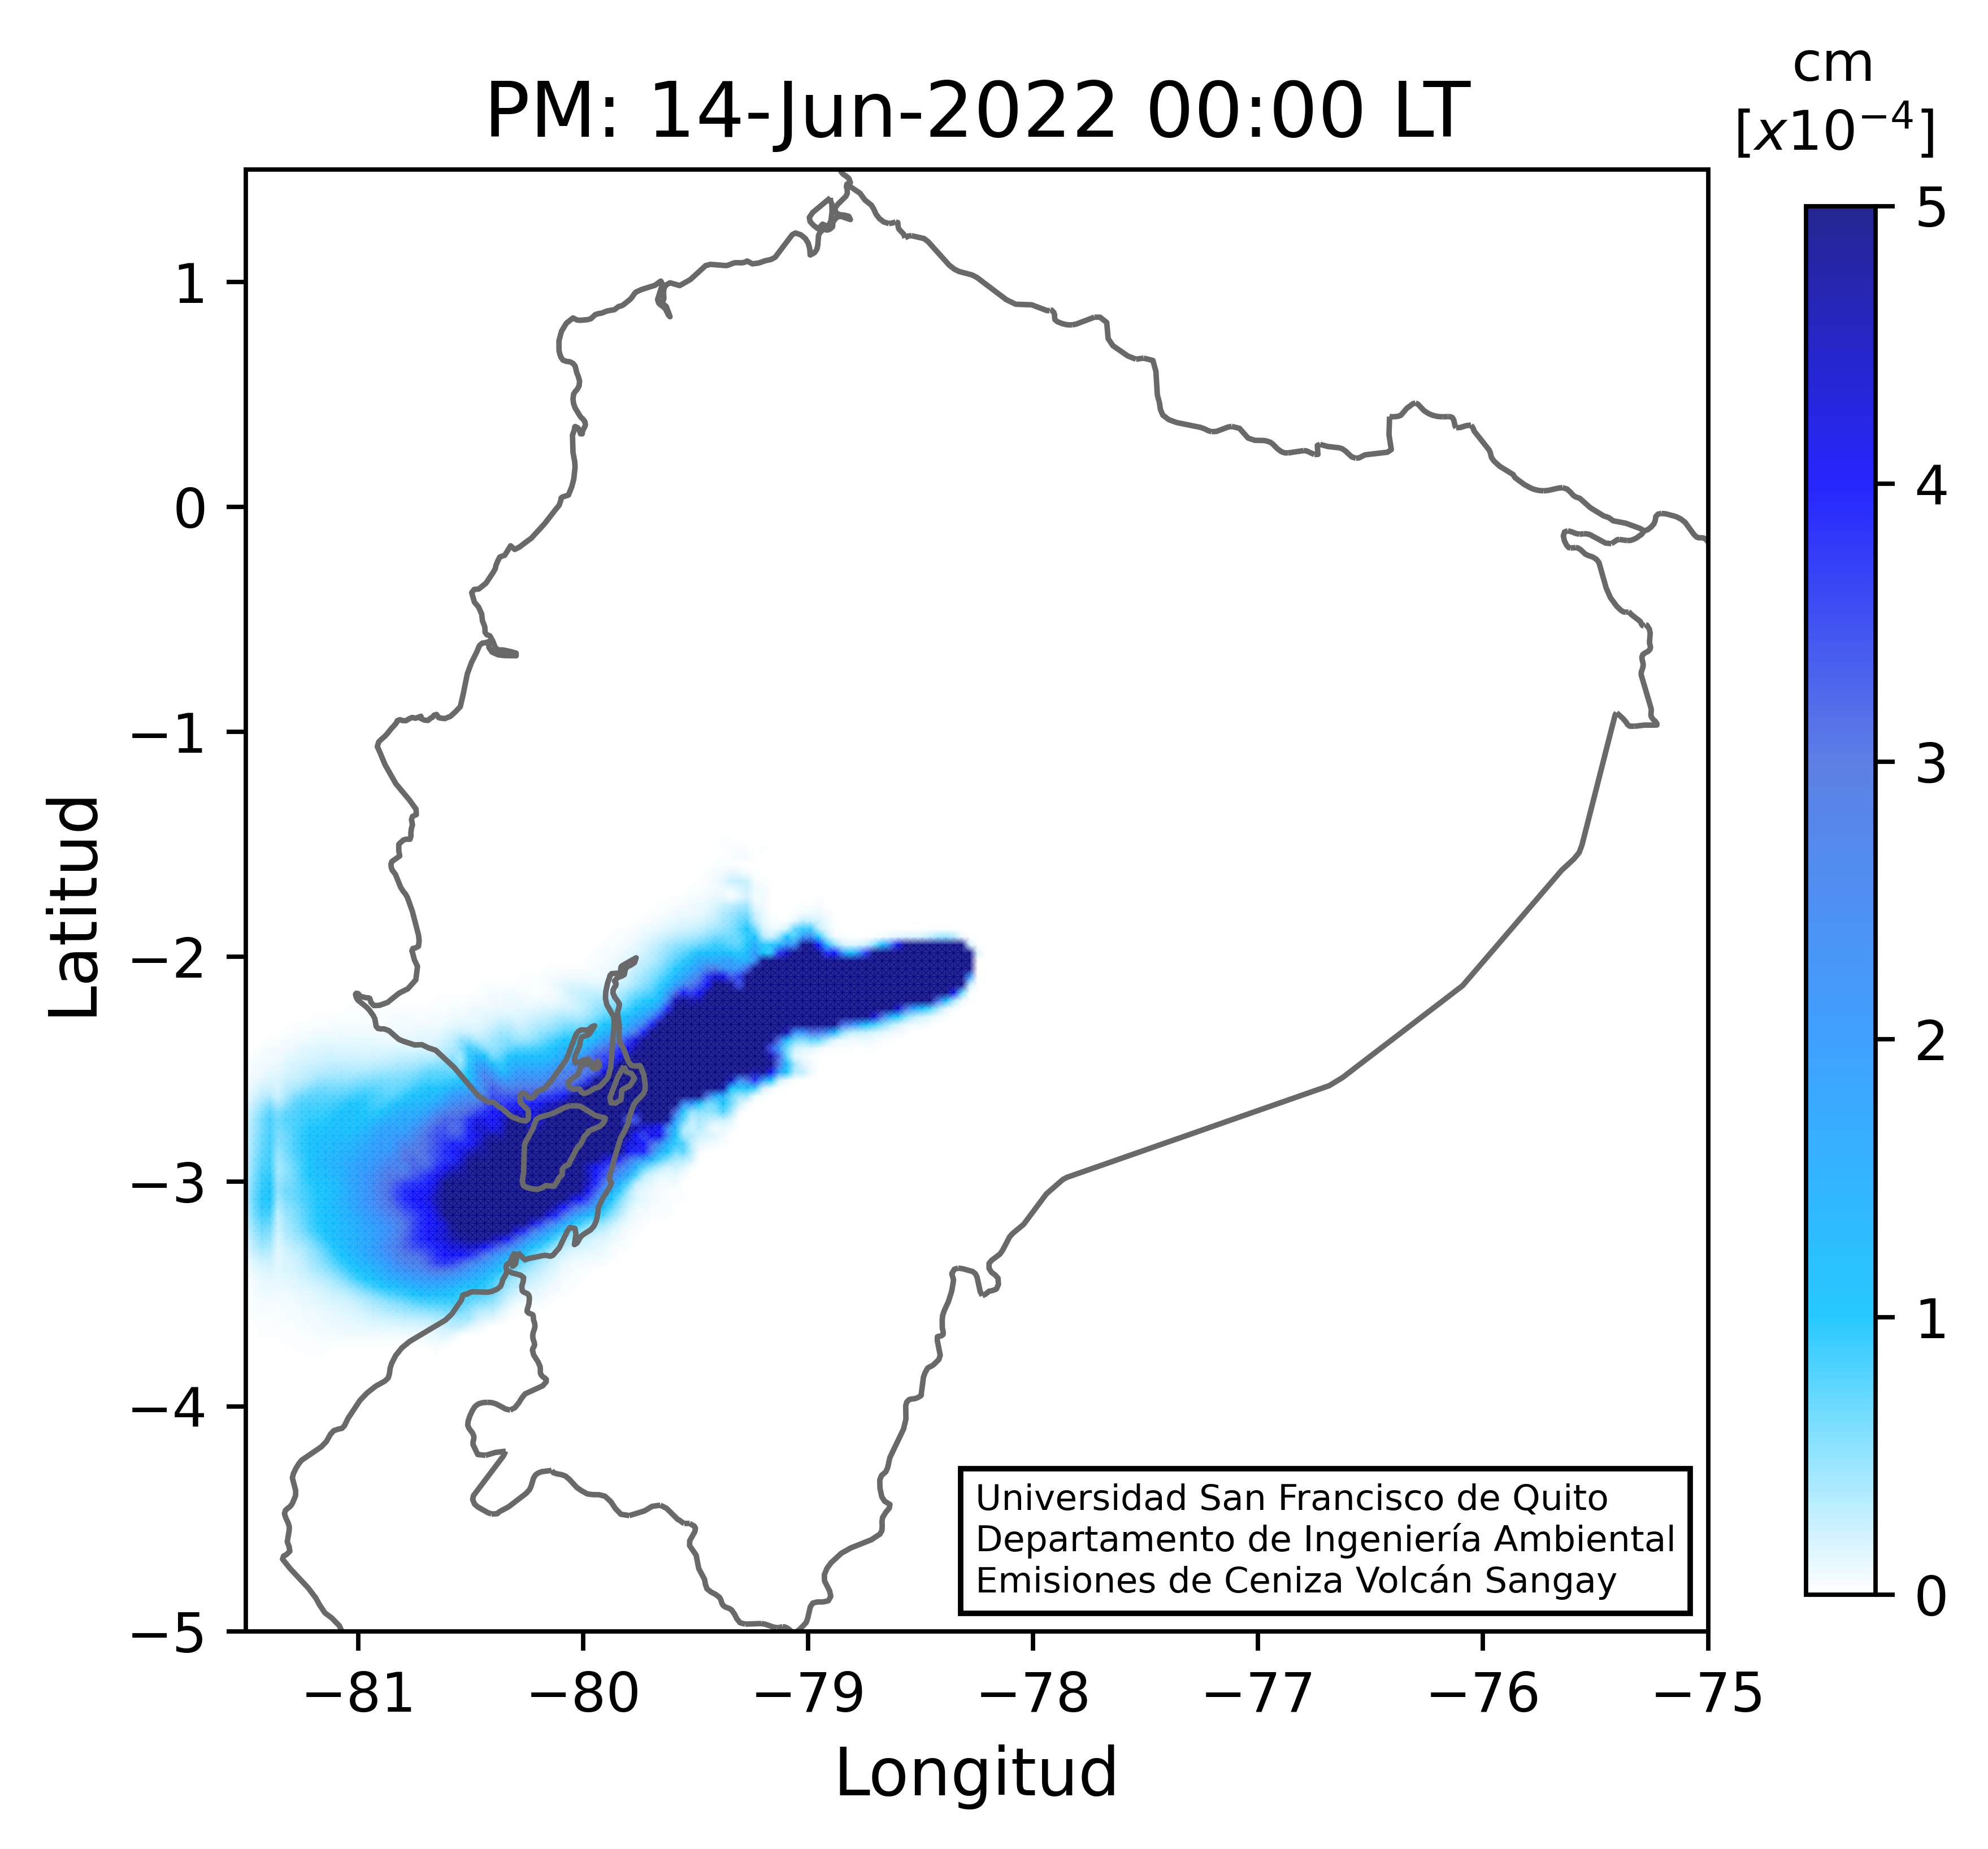 PM: 14-Jun-2022 00:00 LT
cm
[x10⁻⁴]
5
4
3
2
1
0
Latitud
1
0
−1
−2
−3
−4
−5
−81
−80
−79
−78
−77
−76
−75
Longitud
Universidad San Francisco de Quito
Departamento de Ingeniería Ambiental
Emisiones de Ceniza Volcán Sangay